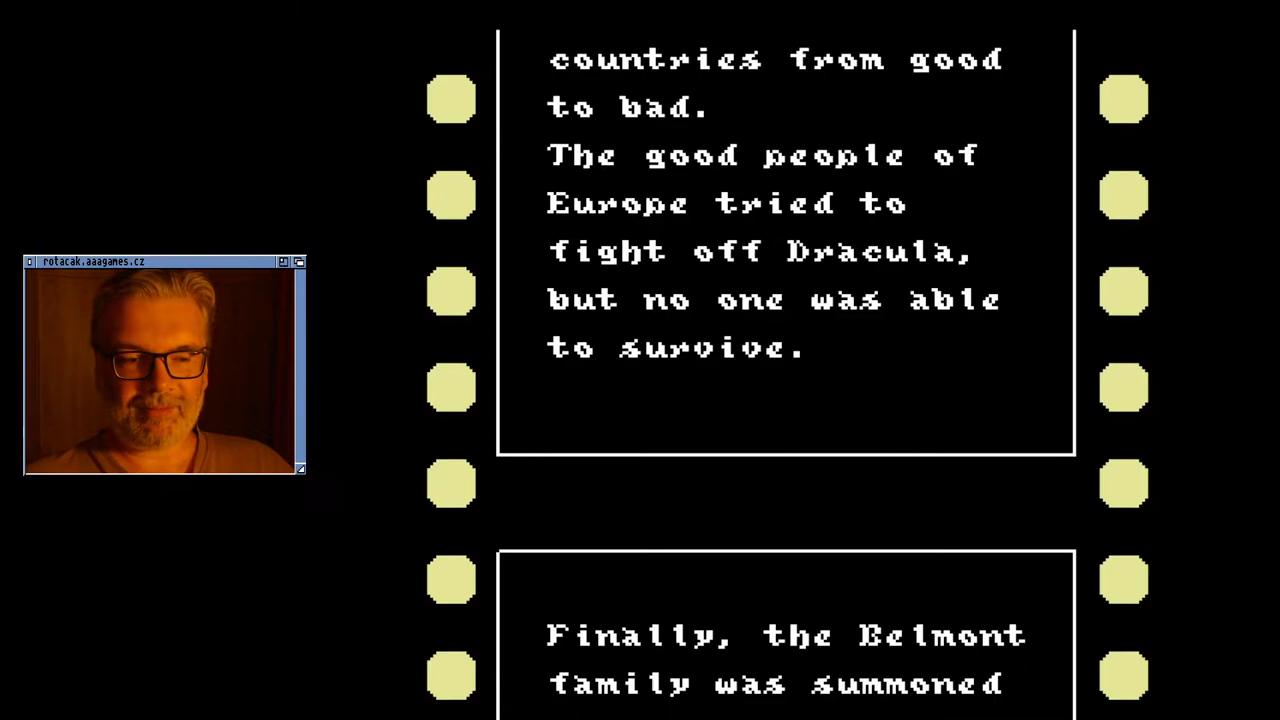 countries from good
to bad.
The good people of
Europe tried to
fight off Dracula,
but no one was able
to survive.
rotacak.aaagames.cz
Finally, the Belmont
family was summoned